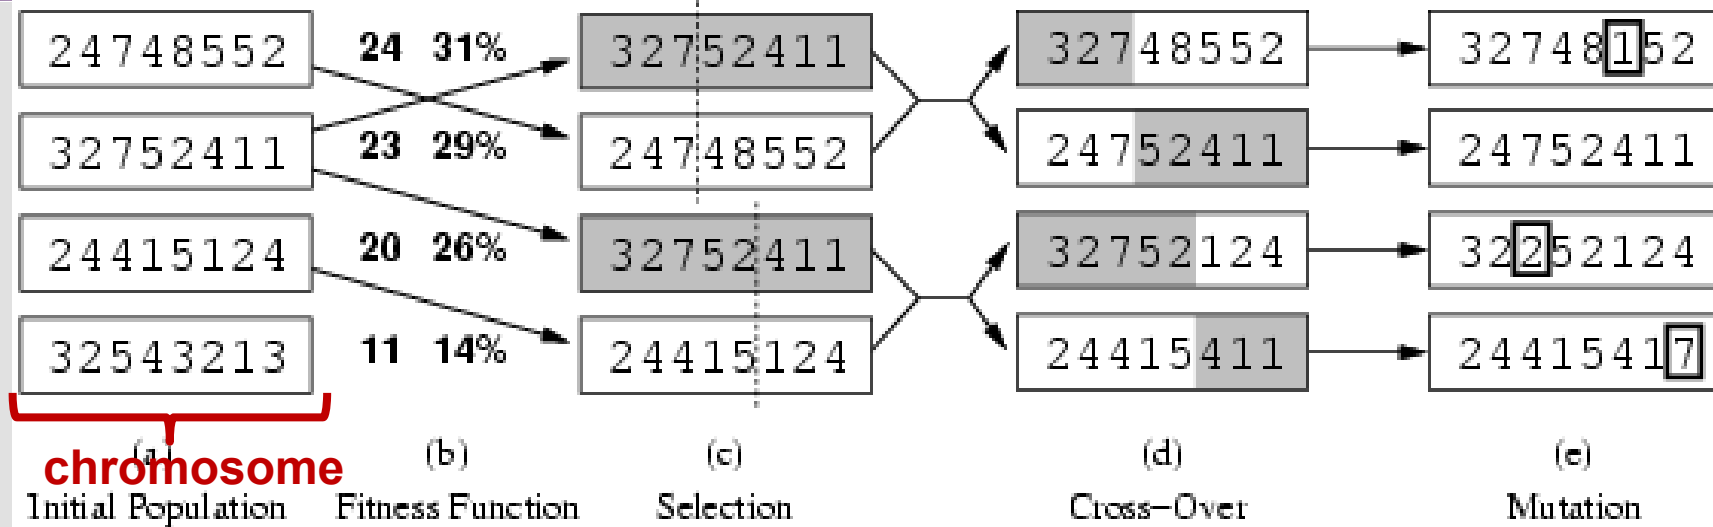 24748552 24 31% 32752411 32748552 32748152
32752411 23 29% 24748552 24752411 24752411
24415124 20 26% 32752411 32752124 32252124
32543213 11 14% 24415124 24415411 24415417
(a) (b) (c) (d) (e)
chromosome
Initial Population Fitness Function Selection Cross-Over Mutation